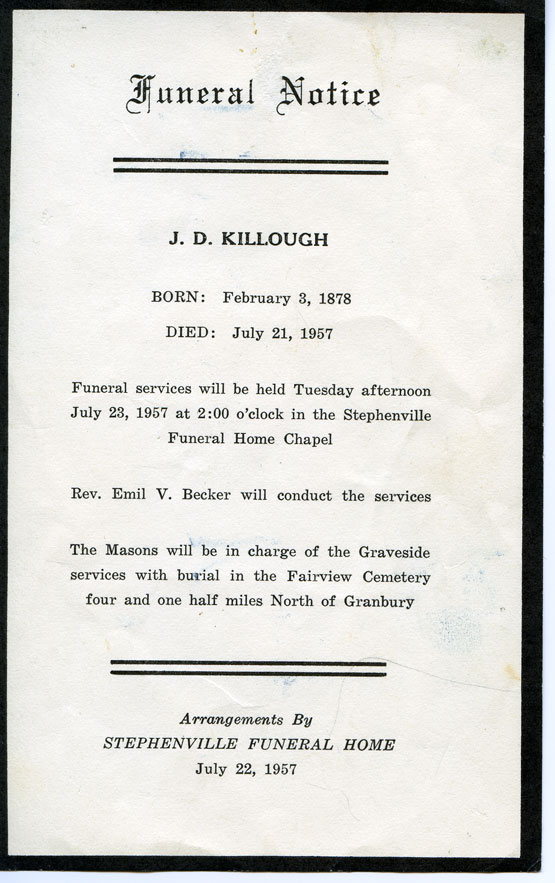 Funeral Notice
J. D. KILLOUGH
BORN: February 3, 1878
DIED: July 21, 1957
Funeral services will be held Tuesday afternoon
July 23, 1957 at 2:00 o'clock in the Stephenville
Funeral Home Chapel
Rev. Emil V. Becker will conduct the services
The Masons will be in charge of the Graveside
services with burial in the Fairview Cemetery
four and one half miles North of Granbury
Arrangements By
STEPHENVILLE FUNERAL HOME
July 22, 1957